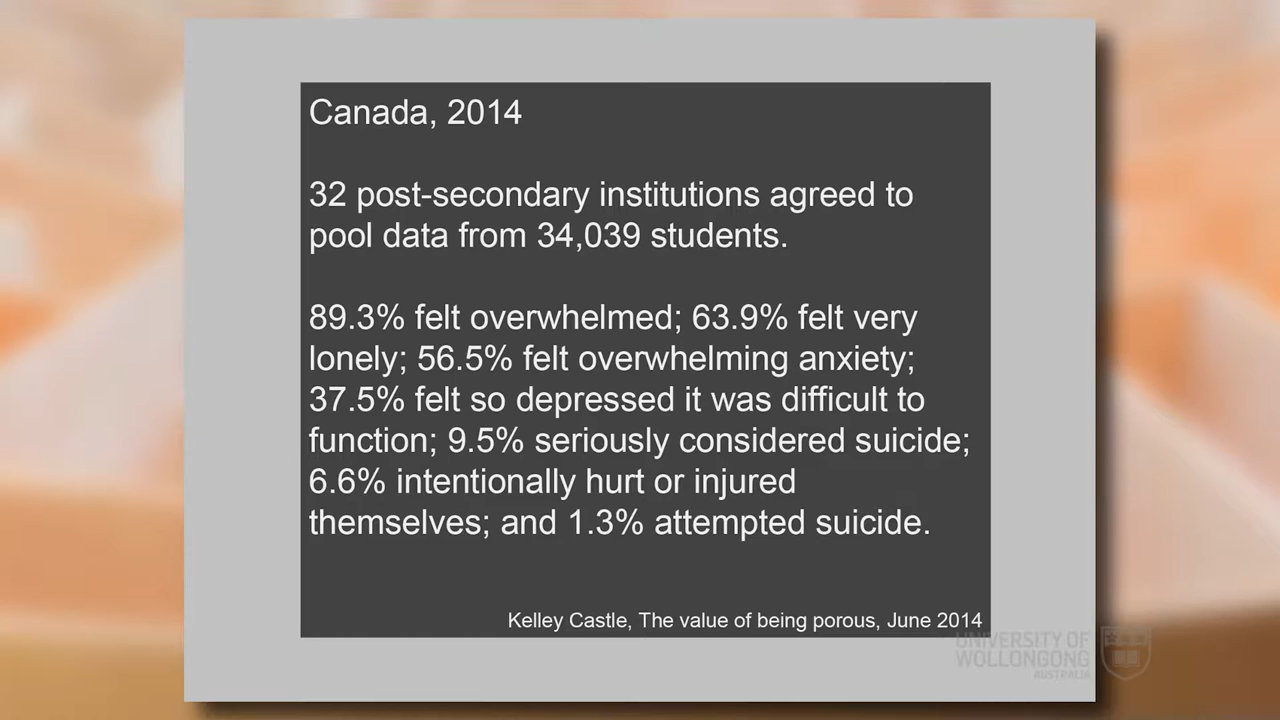 Canada, 2014
32 post-secondary institutions agreed to
pool data from 34,039 students.
89.3% felt overwhelmed; 63.9% felt very
lonely; 56.5% felt overwhelming anxiety;
37.5% felt so depressed it was difficult to
function; 9.5% seriously considered suicide;
6.6% intentionally hurt or injured
themselves; and 1.3% attempted suicide.
Kelley Castle, The value of being porous, June 2014
UNIVERSITY OF
WOLLONGONG
AUSTRALIA